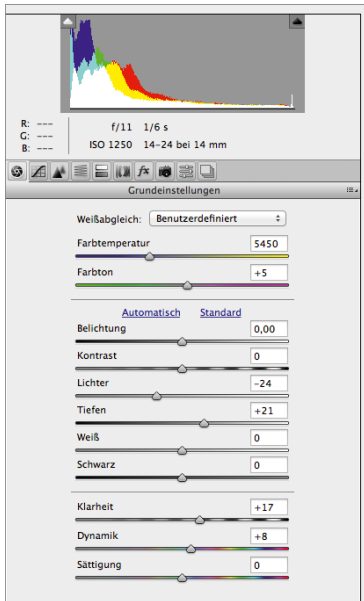 R: ---
G: ---
B: ---
f/11 1/6 s
ISO 1250 14–24 bei 14 mm
fx
Grundeinstellungen
Weißabgleich: Benutzerdefiniert
Farbtemperatur 5450
Farbton +5
Automatisch Standard
Belichtung 0,00
Kontrast 0
Lichter −24
Tiefen +21
Weiß 0
Schwarz 0
Klarheit +17
Dynamik +8
Sättigung 0